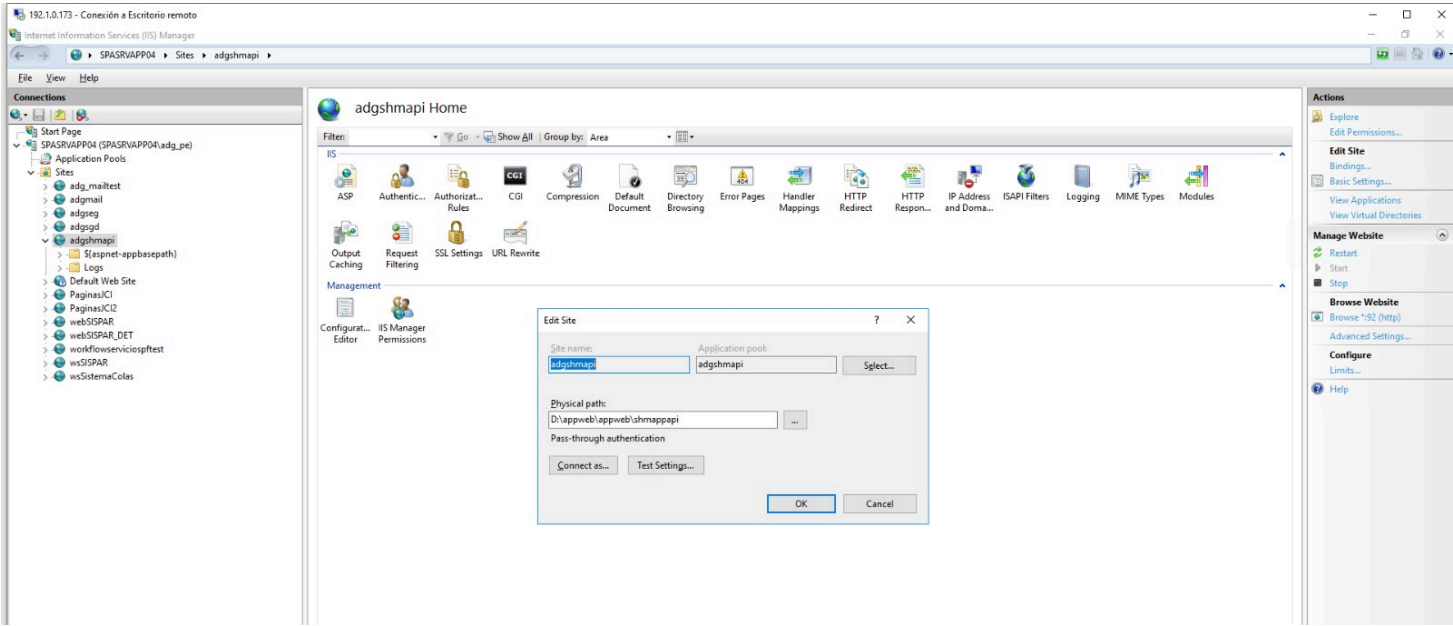 192.1.0.173 - Conexión a Escritorio remoto
Internet Information Services (IIS) Manager
SPASRVAPP04 Sites adgshmapi
File View Help
Connections
Start Page
SPASRVAPP04 (SPASRVAPP04\adg_pe)
Application Pools
Sites
adg_mailtest
adgmail
adgseg
adgsgd
adgshmapi
${aspnet-appbasepath}
Logs
Default Web Site
PaginasJCI
PaginasJCI2
webSISPAR
webSISPAR_DET
workflowserviciospftest
wsSISPAR
wsSistemaColas
adgshmapi Home
Filter: Go Show All Group by: Area
IIS
ASP
Authentic...
Authorizat... Rules
CGI
Compression
Default Document
Directory Browsing
Error Pages
Handler Mappings
HTTP Redirect
HTTP Respon...
IP Address and Doma...
ISAPI Filters
Logging
MIME Types
Modules
Output Caching
Request Filtering
SSL Settings
URL Rewrite
Management
Configurat... Editor
IIS Manager Permissions
Edit Site ?
Site name:
adgshmapi
Application pool:
adgshmapi
Select...
Physical path:
D:\appweb\appweb\shmappapi
...
Pass-through authentication
Connect as...
Test Settings...
OK
Cancel
Actions
Explore
Edit Permissions...
Edit Site
Bindings...
Basic Settings...
View Applications
View Virtual Directories
Manage Website
Restart
Start
Stop
Browse Website
Browse *:92 (http)
Advanced Settings...
Configure
Limits...
Help